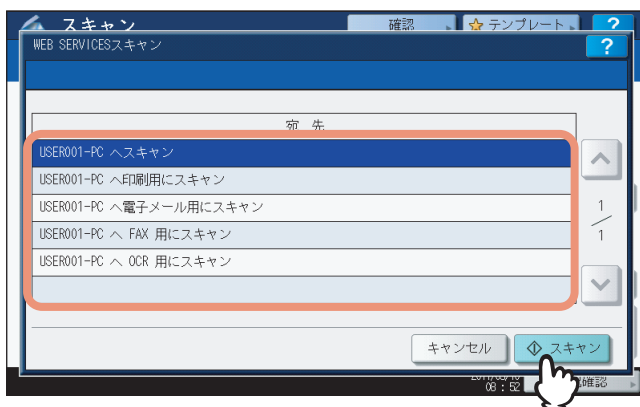 スキャン
確認
テンプレート
?
WEB SERVICESスキャン
?
宛 先
USER001-PC へスキャン
USER001-PC へ印刷用にスキャン
USER001-PC へ電子メール用にスキャン
USER001-PC へ FAX 用にスキャン
USER001-PC へ OCR 用にスキャン
1
1
キャンセル
スキャン
08 : 52
確認